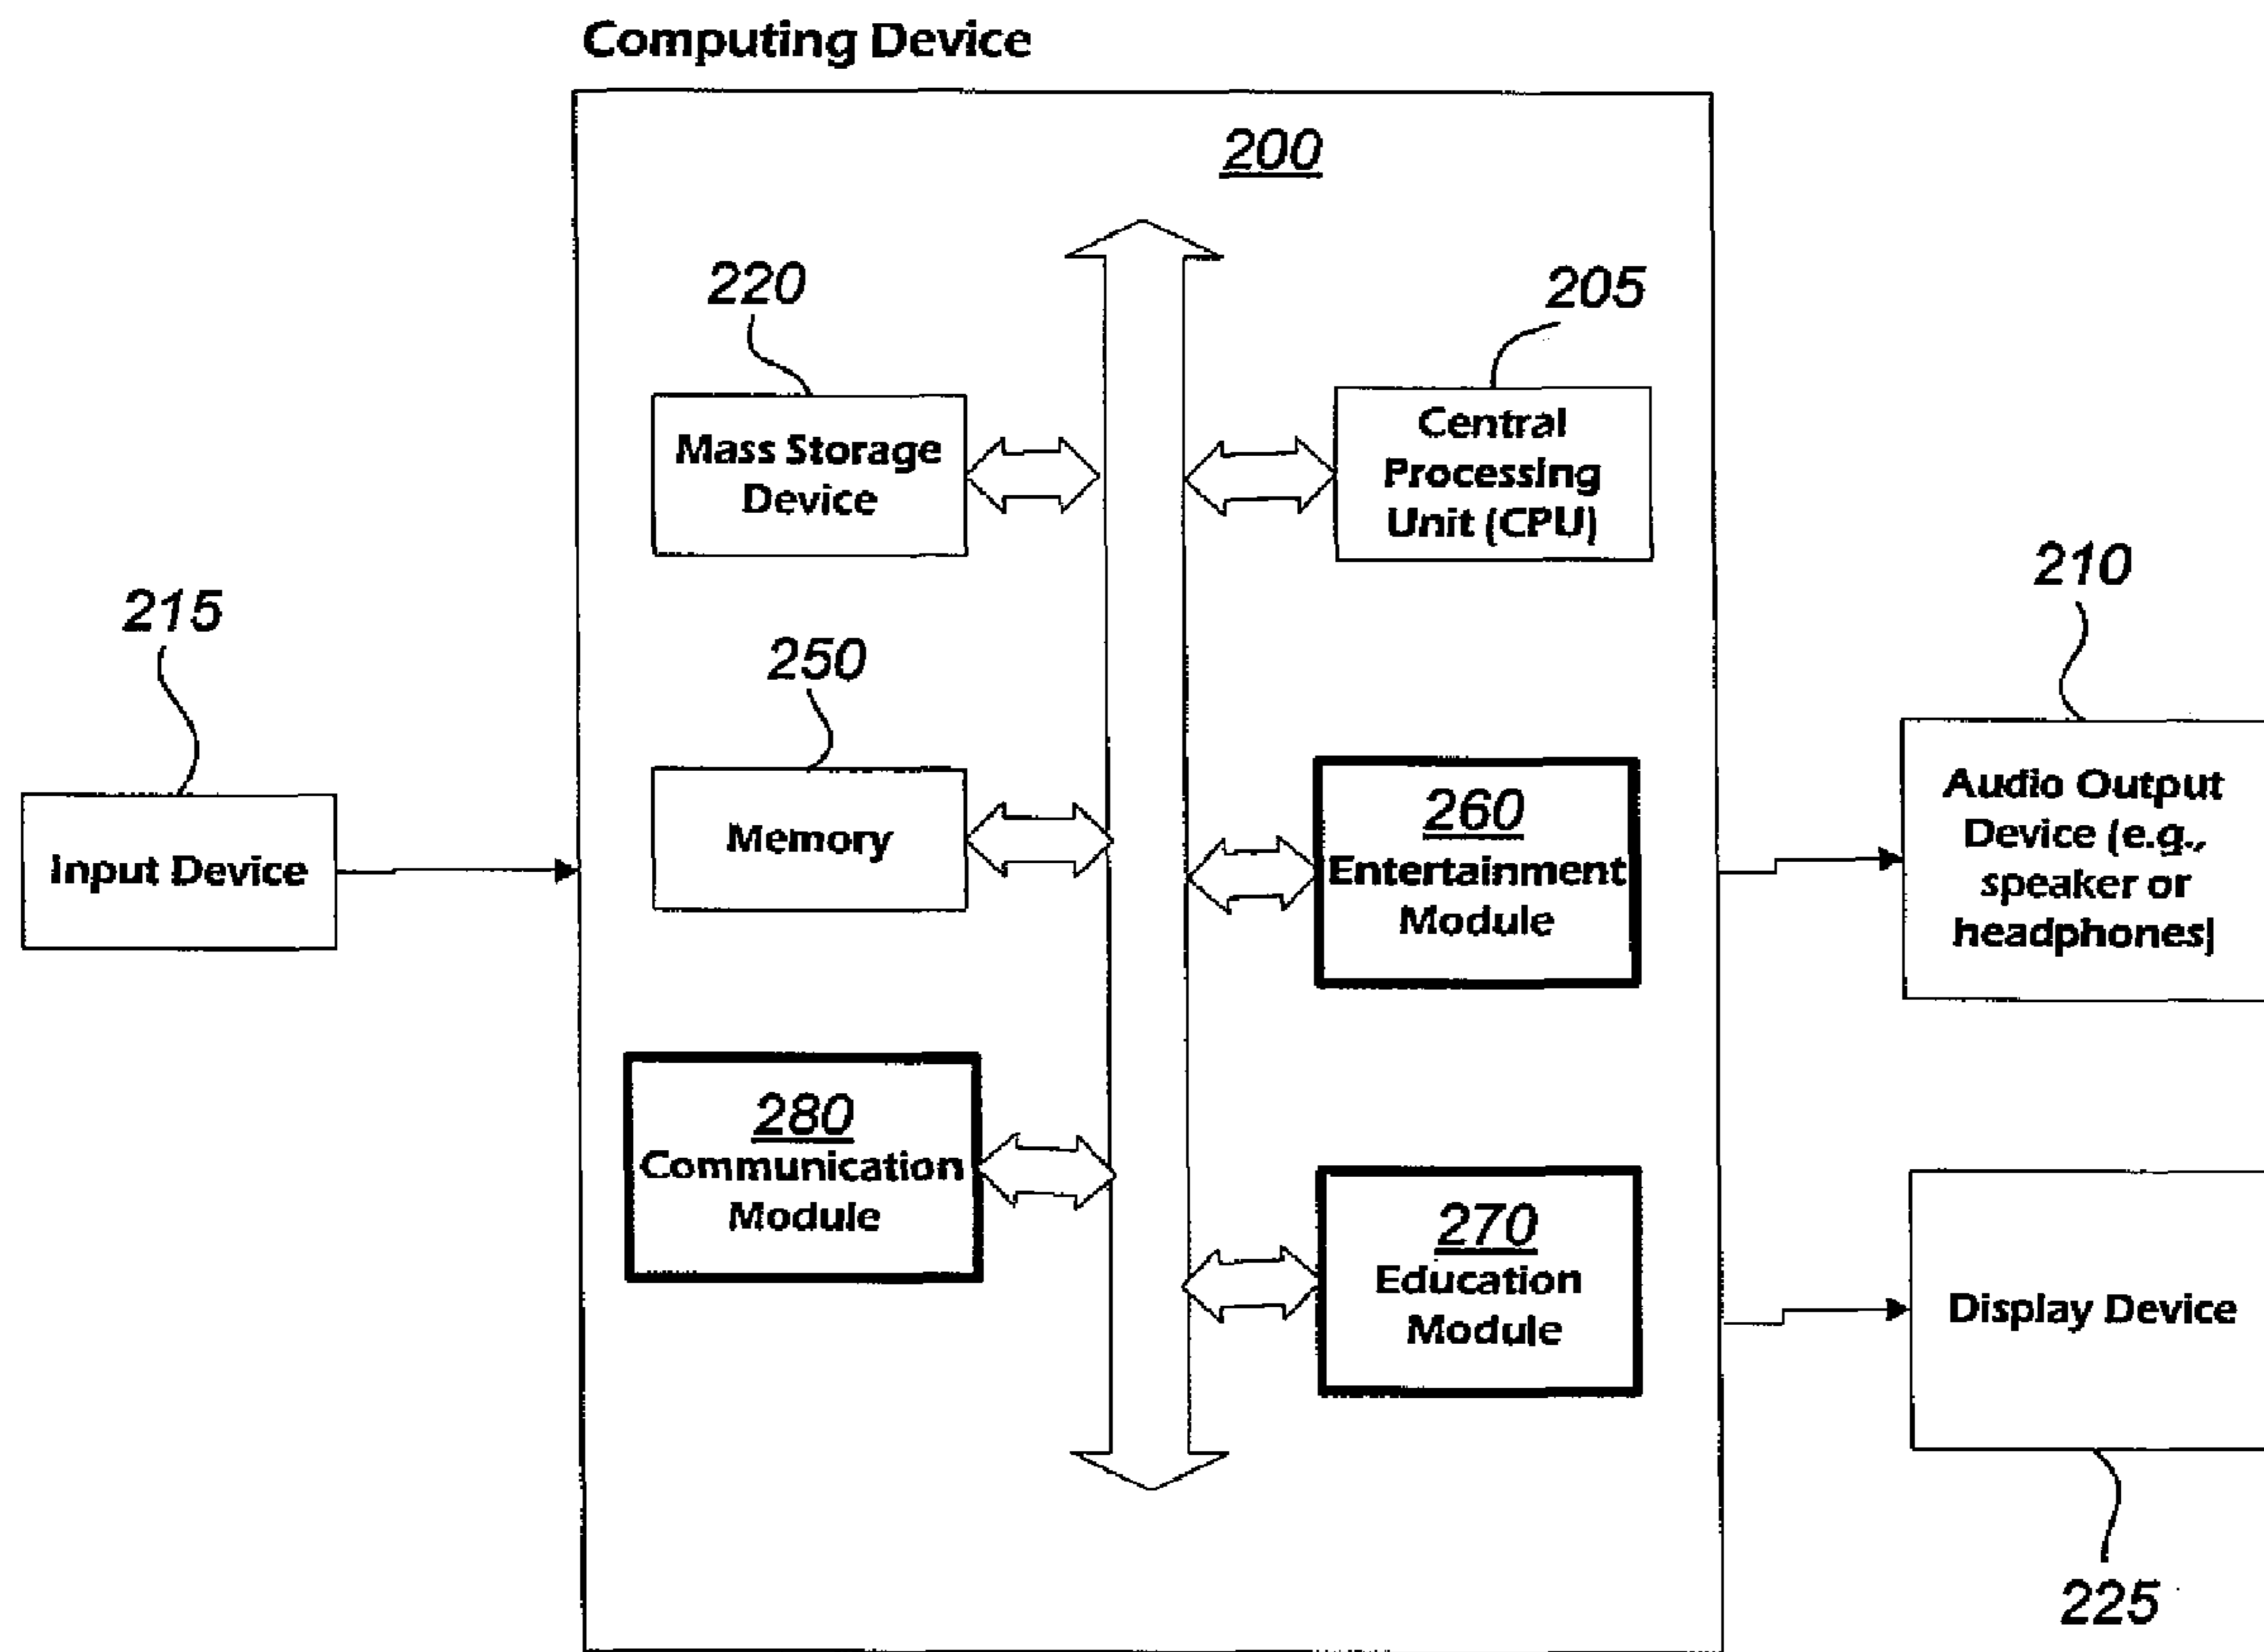 Computing Device
200
220
205
Mass Storage
Device
Central
Processing
Unit (CPU)
215
250
210
Input Device
Memory
260
Entertainment
Module
Audio Output
Device (e.g.,
speaker or
headphones)
280
Communication
Module
270
Education
Module
Display Device
225